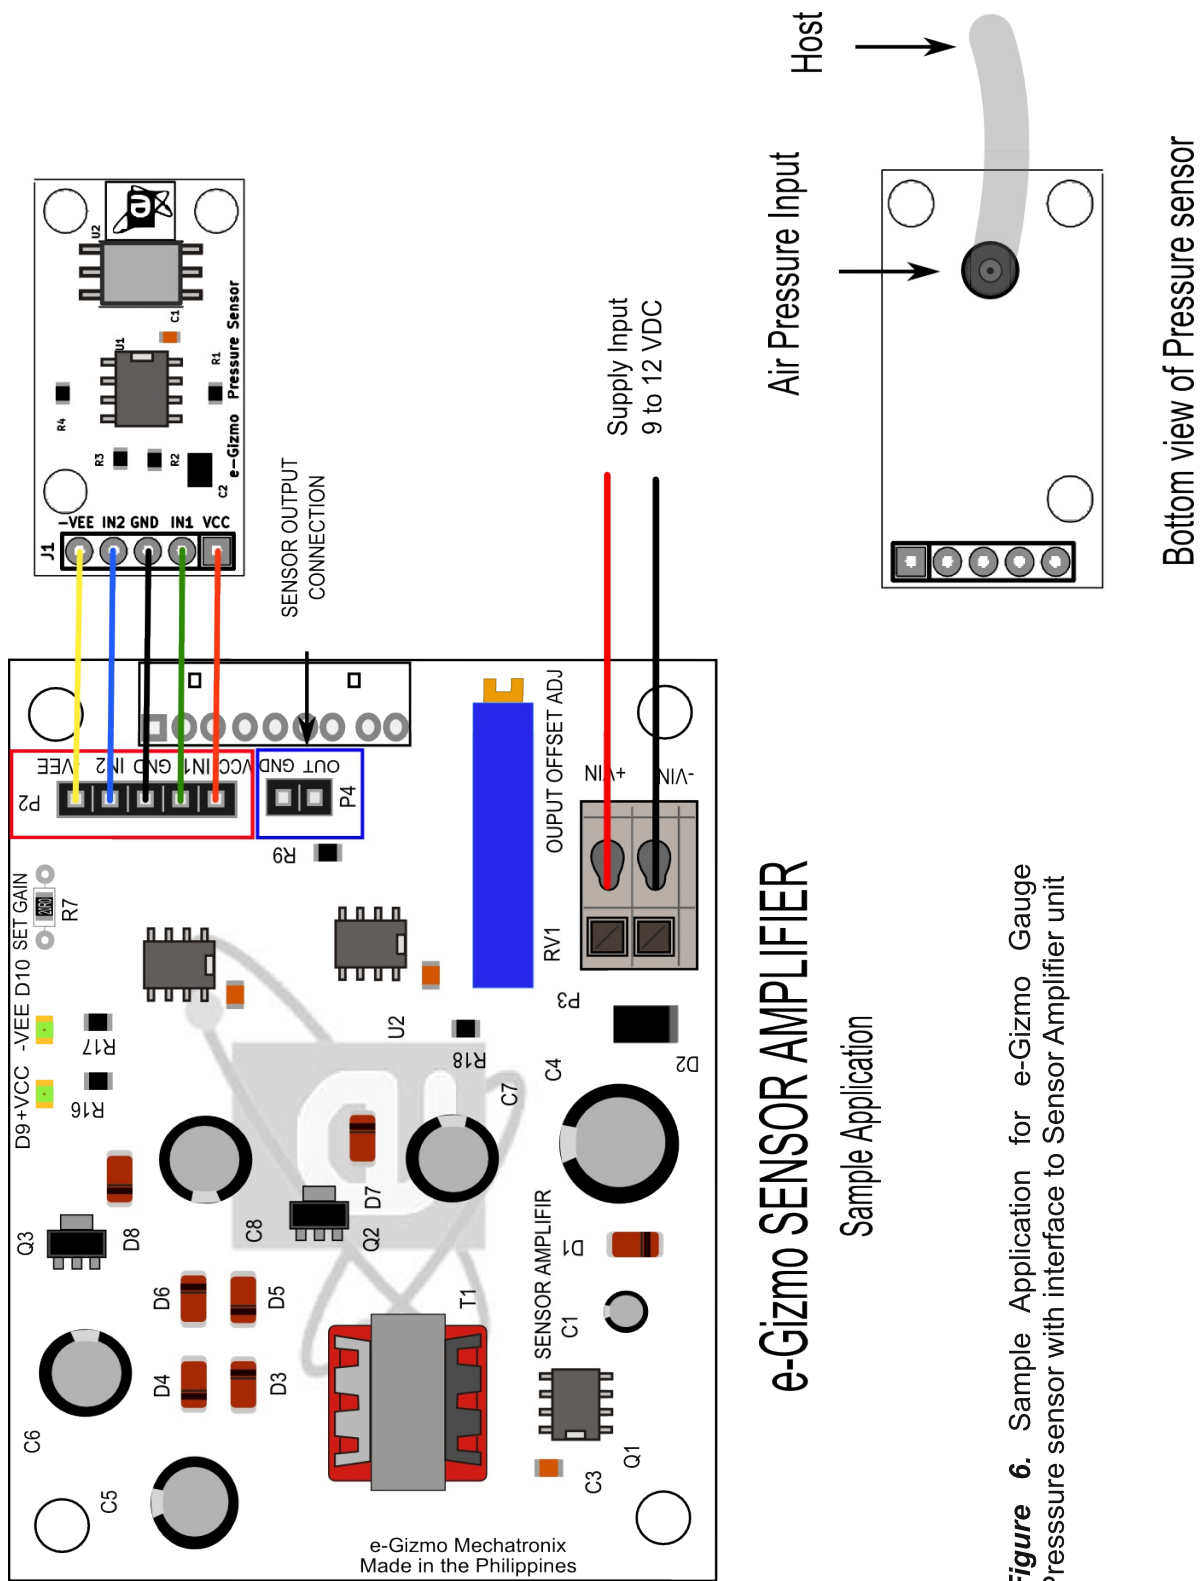 Host
Air Pressure Input
Bottom view of Pressure sensor
U2
C1
U1
R1
R4
R3
R2
C2
e-Gizmo Pressure Sensor
J1
-VEE IN2 GND IN1 VCC
SENSOR OUTPUT
CONNECTION
Supply Input
9 to 12 VDC
P2
-VEE
IN2
GND
IN1
VCC
GND
OUT
P4
R9
OUPUT OFFSET ADJ
RV1
+VIN
-VIN
P3
D2
SET GAIN
R7
20R0
D10
-VEE
D9
+VCC
R17
R16
U2
R18
C7
C4
D7
C8
Q2
Q3
D8
D6
D5
D4
D3
C6
C5
T1
SENSOR AMPLIFIR
D1
C1
C3
Q1
e-Gizmo Mechatronix
Made in the Philippines
e-Gizmo SENSOR AMPLIFIER
Sample Application
Figure 6. Sample Application for e-Gizmo Gauge
Presssure sensor with interface to Sensor Amplifier unit